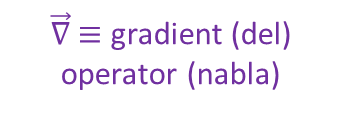 ∇⃗ ≡ gradient (del)
operator (nabla)